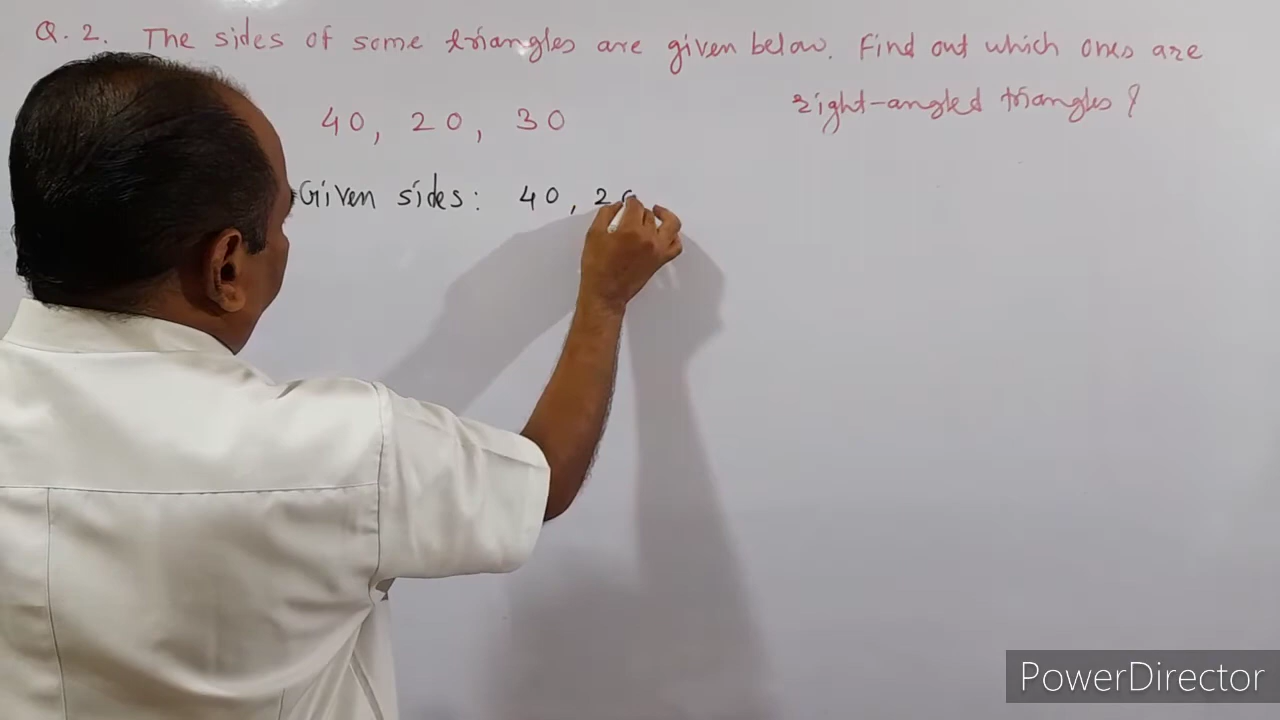 Q. 2. The sides of some triangles are given below. Find out which ones are
right-angled triangles ?
40, 20, 30
Given sides: 40, 20
PowerDirector